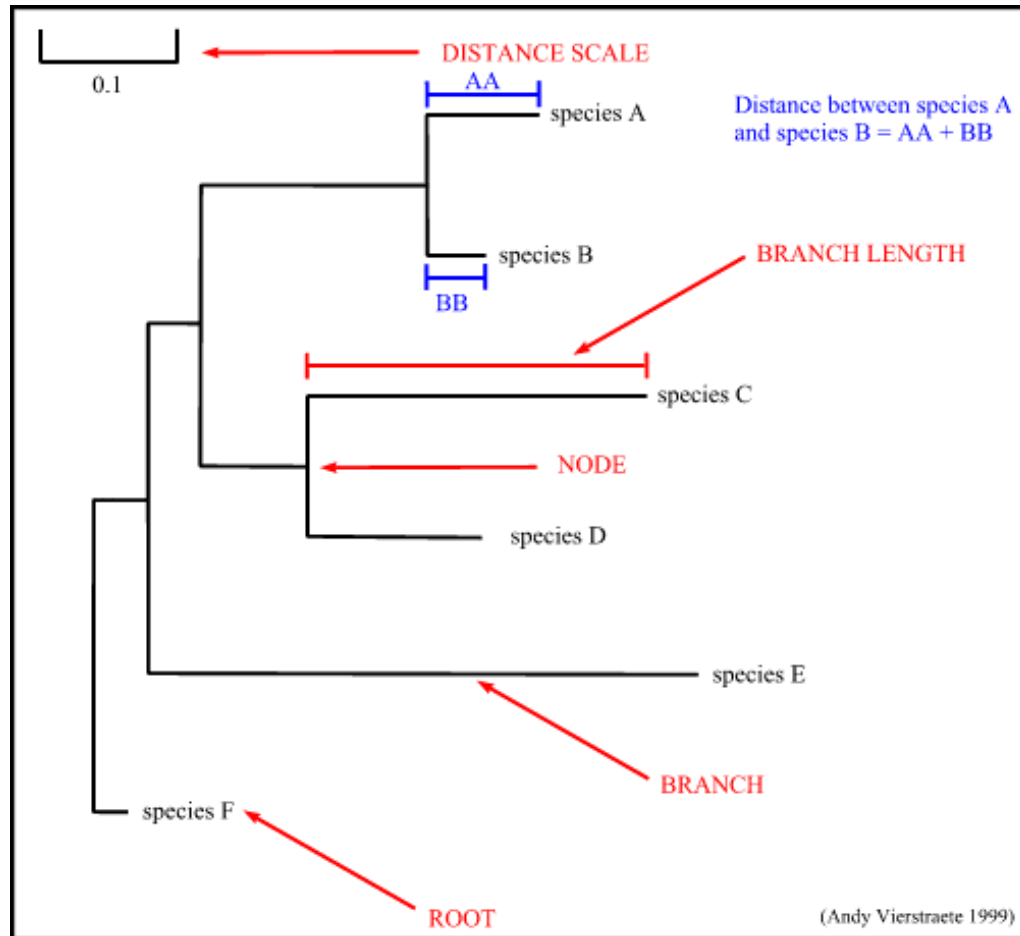 DISTANCE SCALE
0.1
AA
species A
Distance between species A
and species B = AA + BB
species B
BRANCH LENGTH
BB
species C
NODE
species D
species E
BRANCH
species F
ROOT
(Andy Vierstraete 1999)